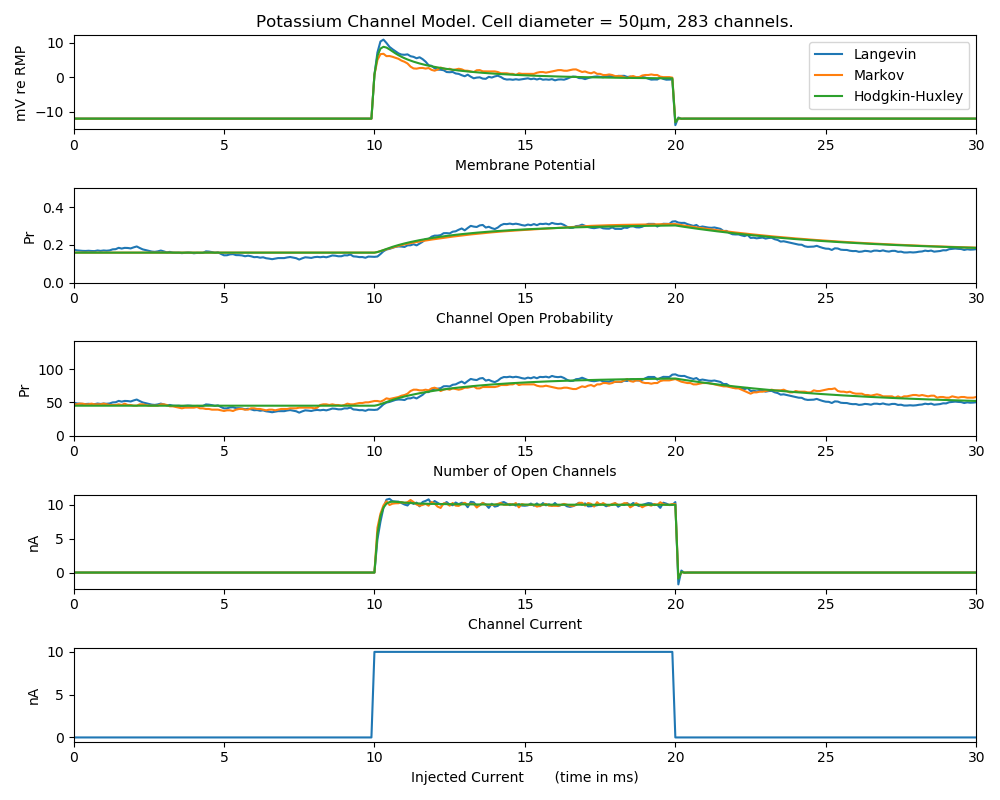 Potassium Channel Model. Cell diameter = 50μm, 283 channels.
mV re RMP
10
0
−10
Langevin
Markov
Hodgkin-Huxley
0 5 10 15 20 25 30
Membrane Potential
Pr
0.4
0.2
0.0
0 5 10 15 20 25 30
Channel Open Probability
Pr
100
50
0
0 5 10 15 20 25 30
Number of Open Channels
nA
10
5
0
0 5 10 15 20 25 30
Channel Current
nA
10
5
0
0 5 10 15 20 25 30
Injected Current (time in ms)